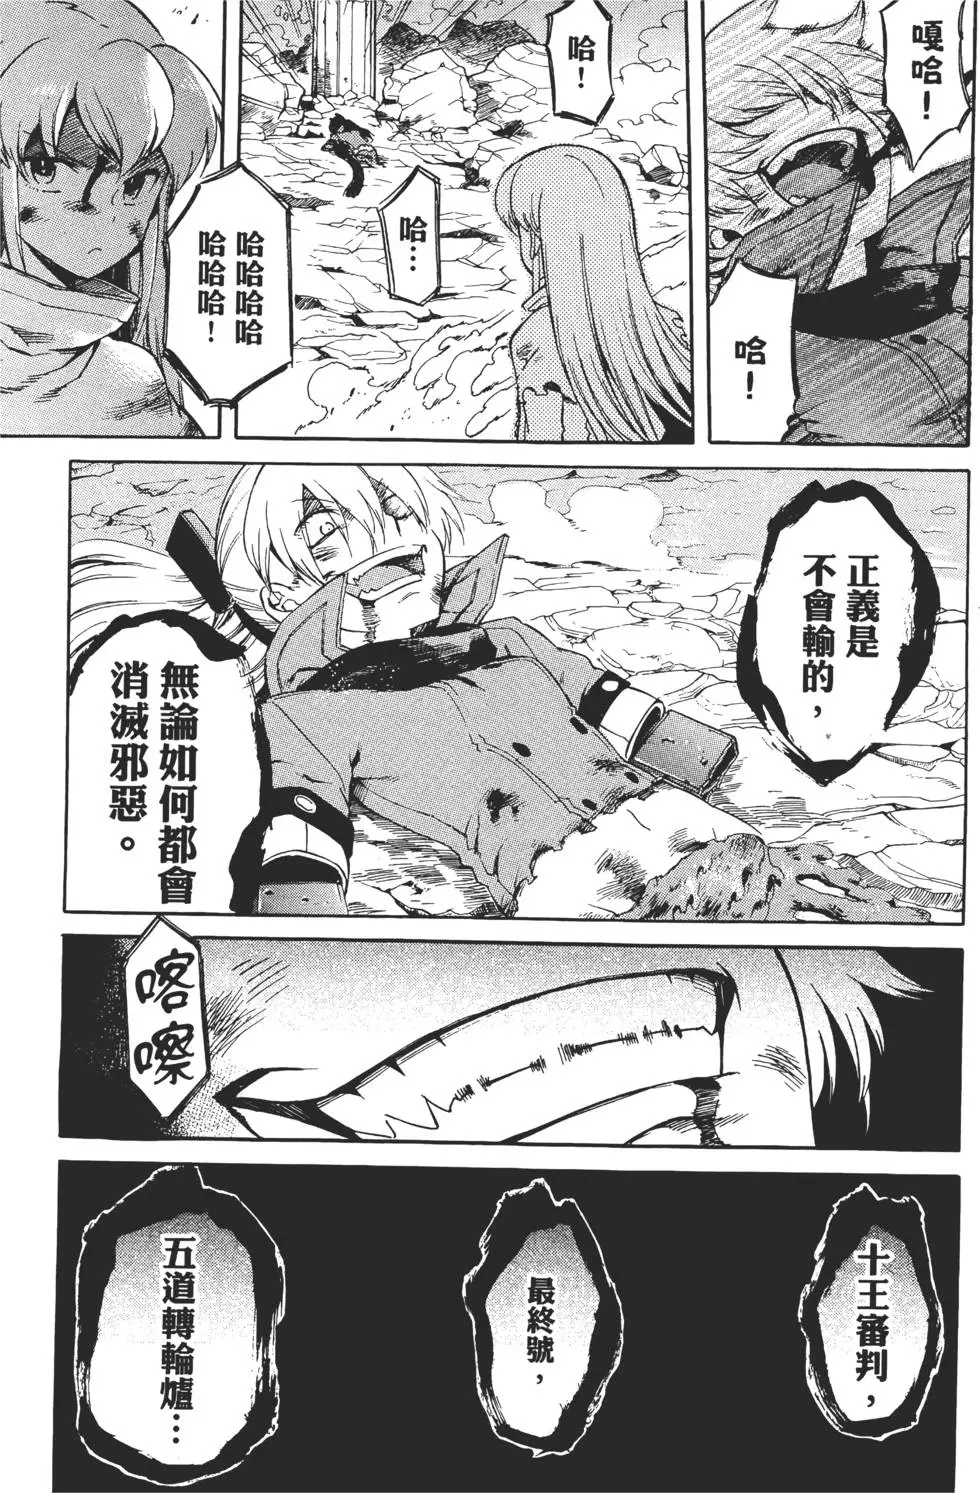 嘎哈！
哈！
哈！
哈…
哈哈哈哈
哈哈哈！
正義是
不會輸的，
無論如何都會
消滅邪惡。
喀嚓
十王審判，
最終號，
五道轉輪爐…